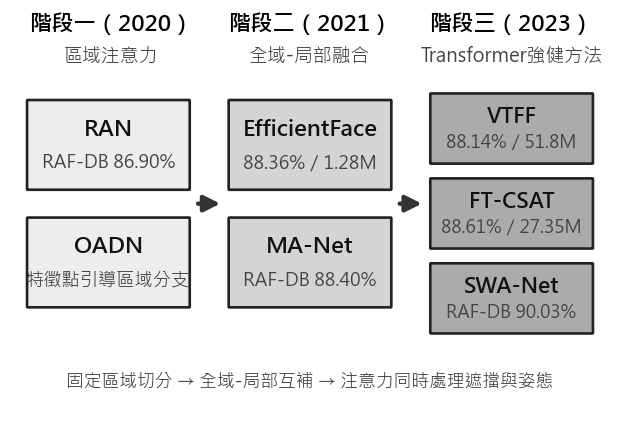 階段一（2020）
區域注意力
RAN
RAF-DB 86.90%
OADN
特徵點引導區域分支
階段二（2021）
全域-局部融合
EfficientFace
88.36% / 1.28M
MA-Net
RAF-DB 88.40%
階段三（2023）
Transformer強健方法
VTFF
88.14% / 51.8M
FT-CSAT
88.61% / 27.35M
SWA-Net
RAF-DB 90.03%
固定區域切分 → 全域-局部互補 → 注意力同時處理遮擋與姿態